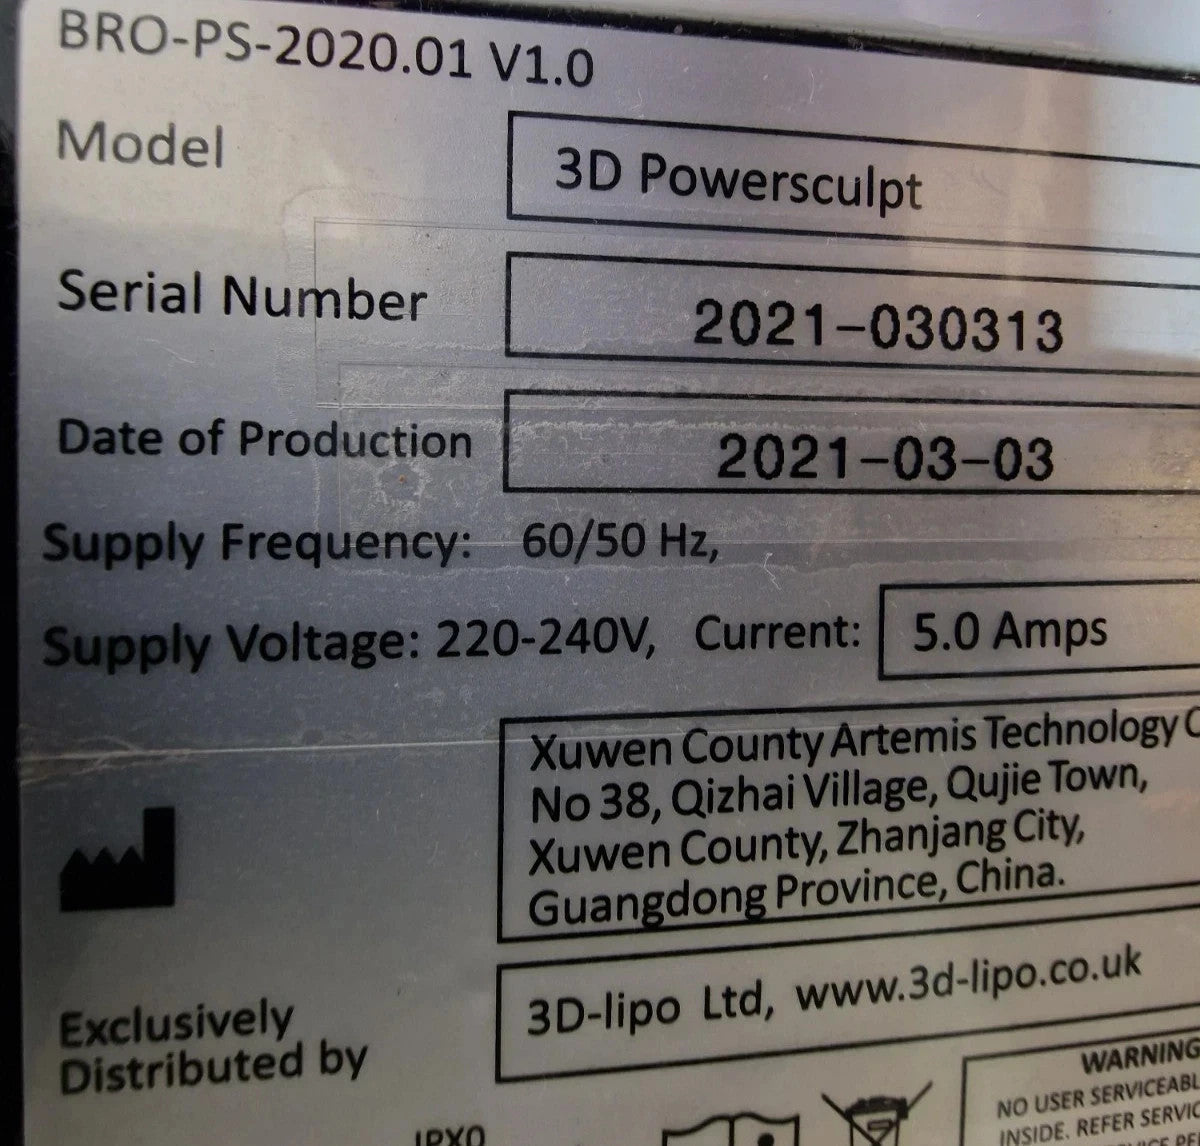 BRO-PS-2020.01 V1.0
Model 3D Powersculpt
Serial Number 2021-030313
Date of Production 2021-03-03
Supply Frequency: 60/50 Hz,
Supply Voltage: 220-240V, Current: 5.0 Amps
Xuwen County Artemis Technology
No 38, Qizhai Village, Qujie Town,
Xuwen County, Zhanjang City,
Guangdong Province, China.
Exclusively
Distributed by
3D-lipo Ltd, www.3d-lipo.co.uk
WARNING
NO USER SERVICEABL
INSIDE. REFER SERVIC
IPX0